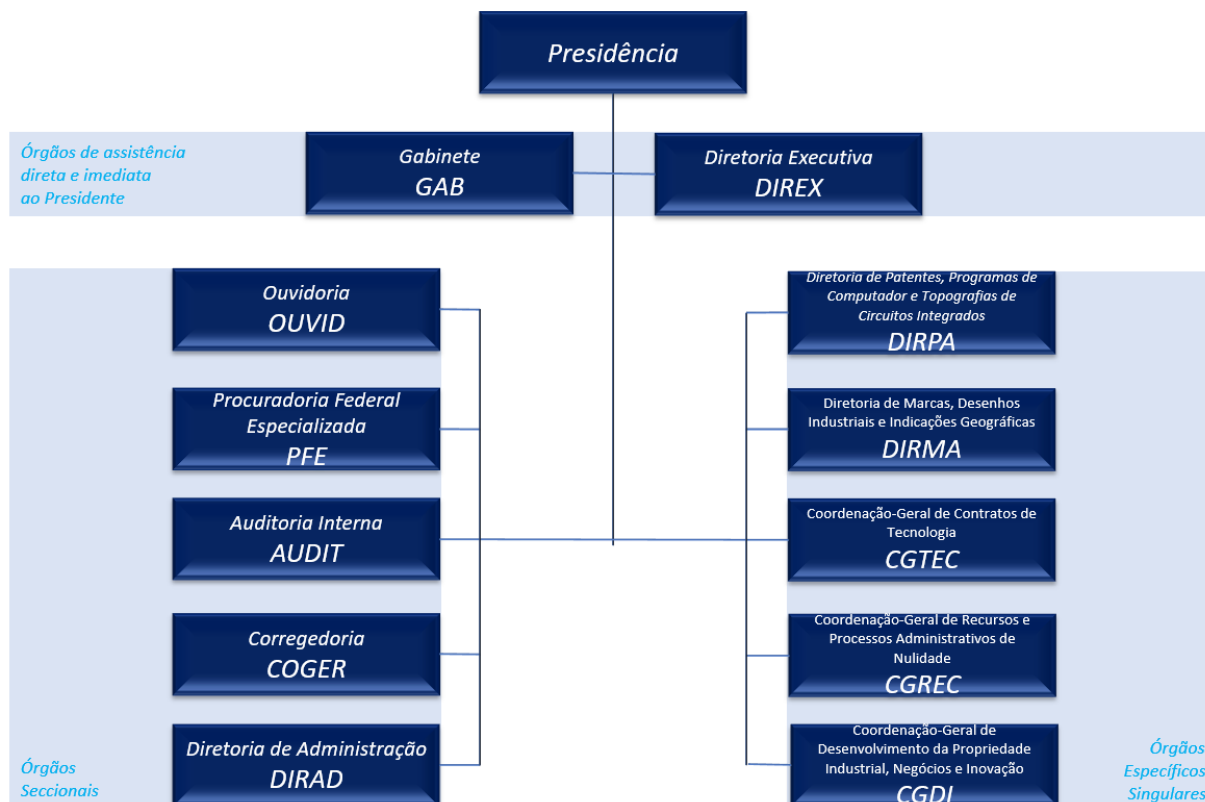 Presidência
Órgãos de assistência
direta e imediata
ao Presidente
Gabinete
GAB
Diretoria Executiva
DIREX
Ouvidoria
OUVID
Procuradoria Federal
Especializada
PFE
Auditoria Interna
AUDIT
Corregedoria
COGER
Diretoria de Administração
DIRAD
Órgãos
Seccionais
Diretoria de Patentes, Programas de
Computador e Topografias de
Circuitos Integrados
DIRPA
Diretoria de Marcas, Desenhos
Industriais e Indicações Geográficas
DIRMA
Coordenação-Geral de Contratos de
Tecnologia
CGTEC
Coordenação-Geral de Recursos e
Processos Administrativos de
Nulidade
CGREC
Coordenação-Geral de
Desenvolvimento da Propriedade
Industrial, Negócios e Inovação
CGDI
Órgãos
Específicos
Singulares